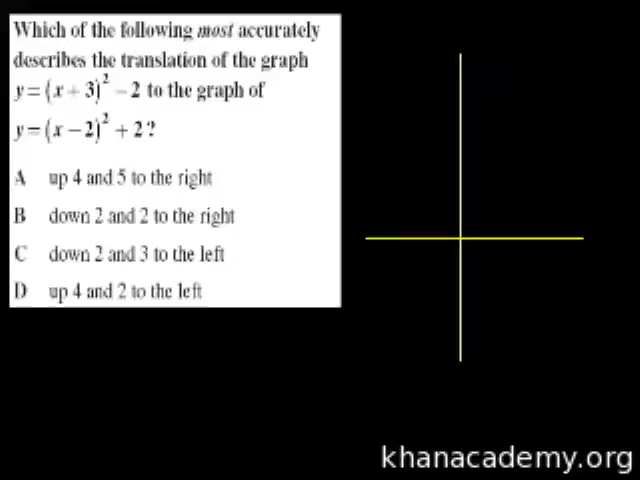 Which of the following most accurately
describes the translation of the graph
y = (x + 3)² − 2 to the graph of
y = (x − 2)² + 2?
A up 4 and 5 to the right
B down 2 and 2 to the right
C down 2 and 3 to the left
D up 4 and 2 to the left
khanacademy.org